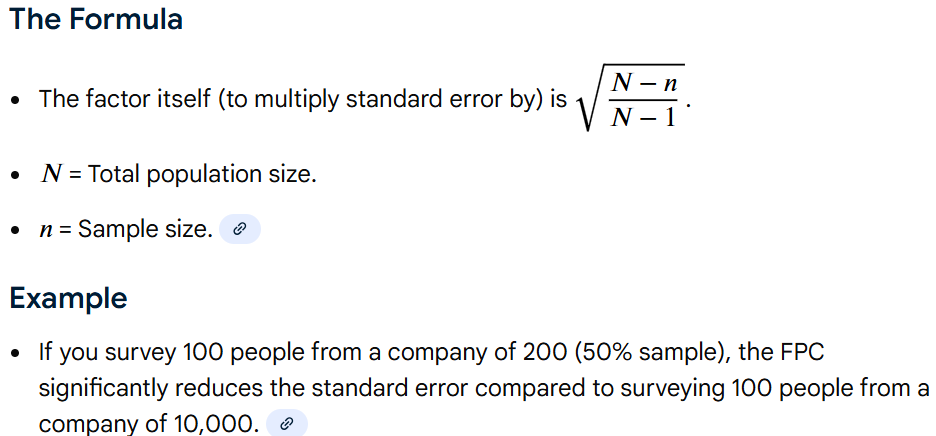 The Formula
• The factor itself (to multiply standard error by) is √((N − n)/(N − 1)).
• N = Total population size.
• n = Sample size.
Example
• If you survey 100 people from a company of 200 (50% sample), the FPC
significantly reduces the standard error compared to surveying 100 people from a
company of 10,000.